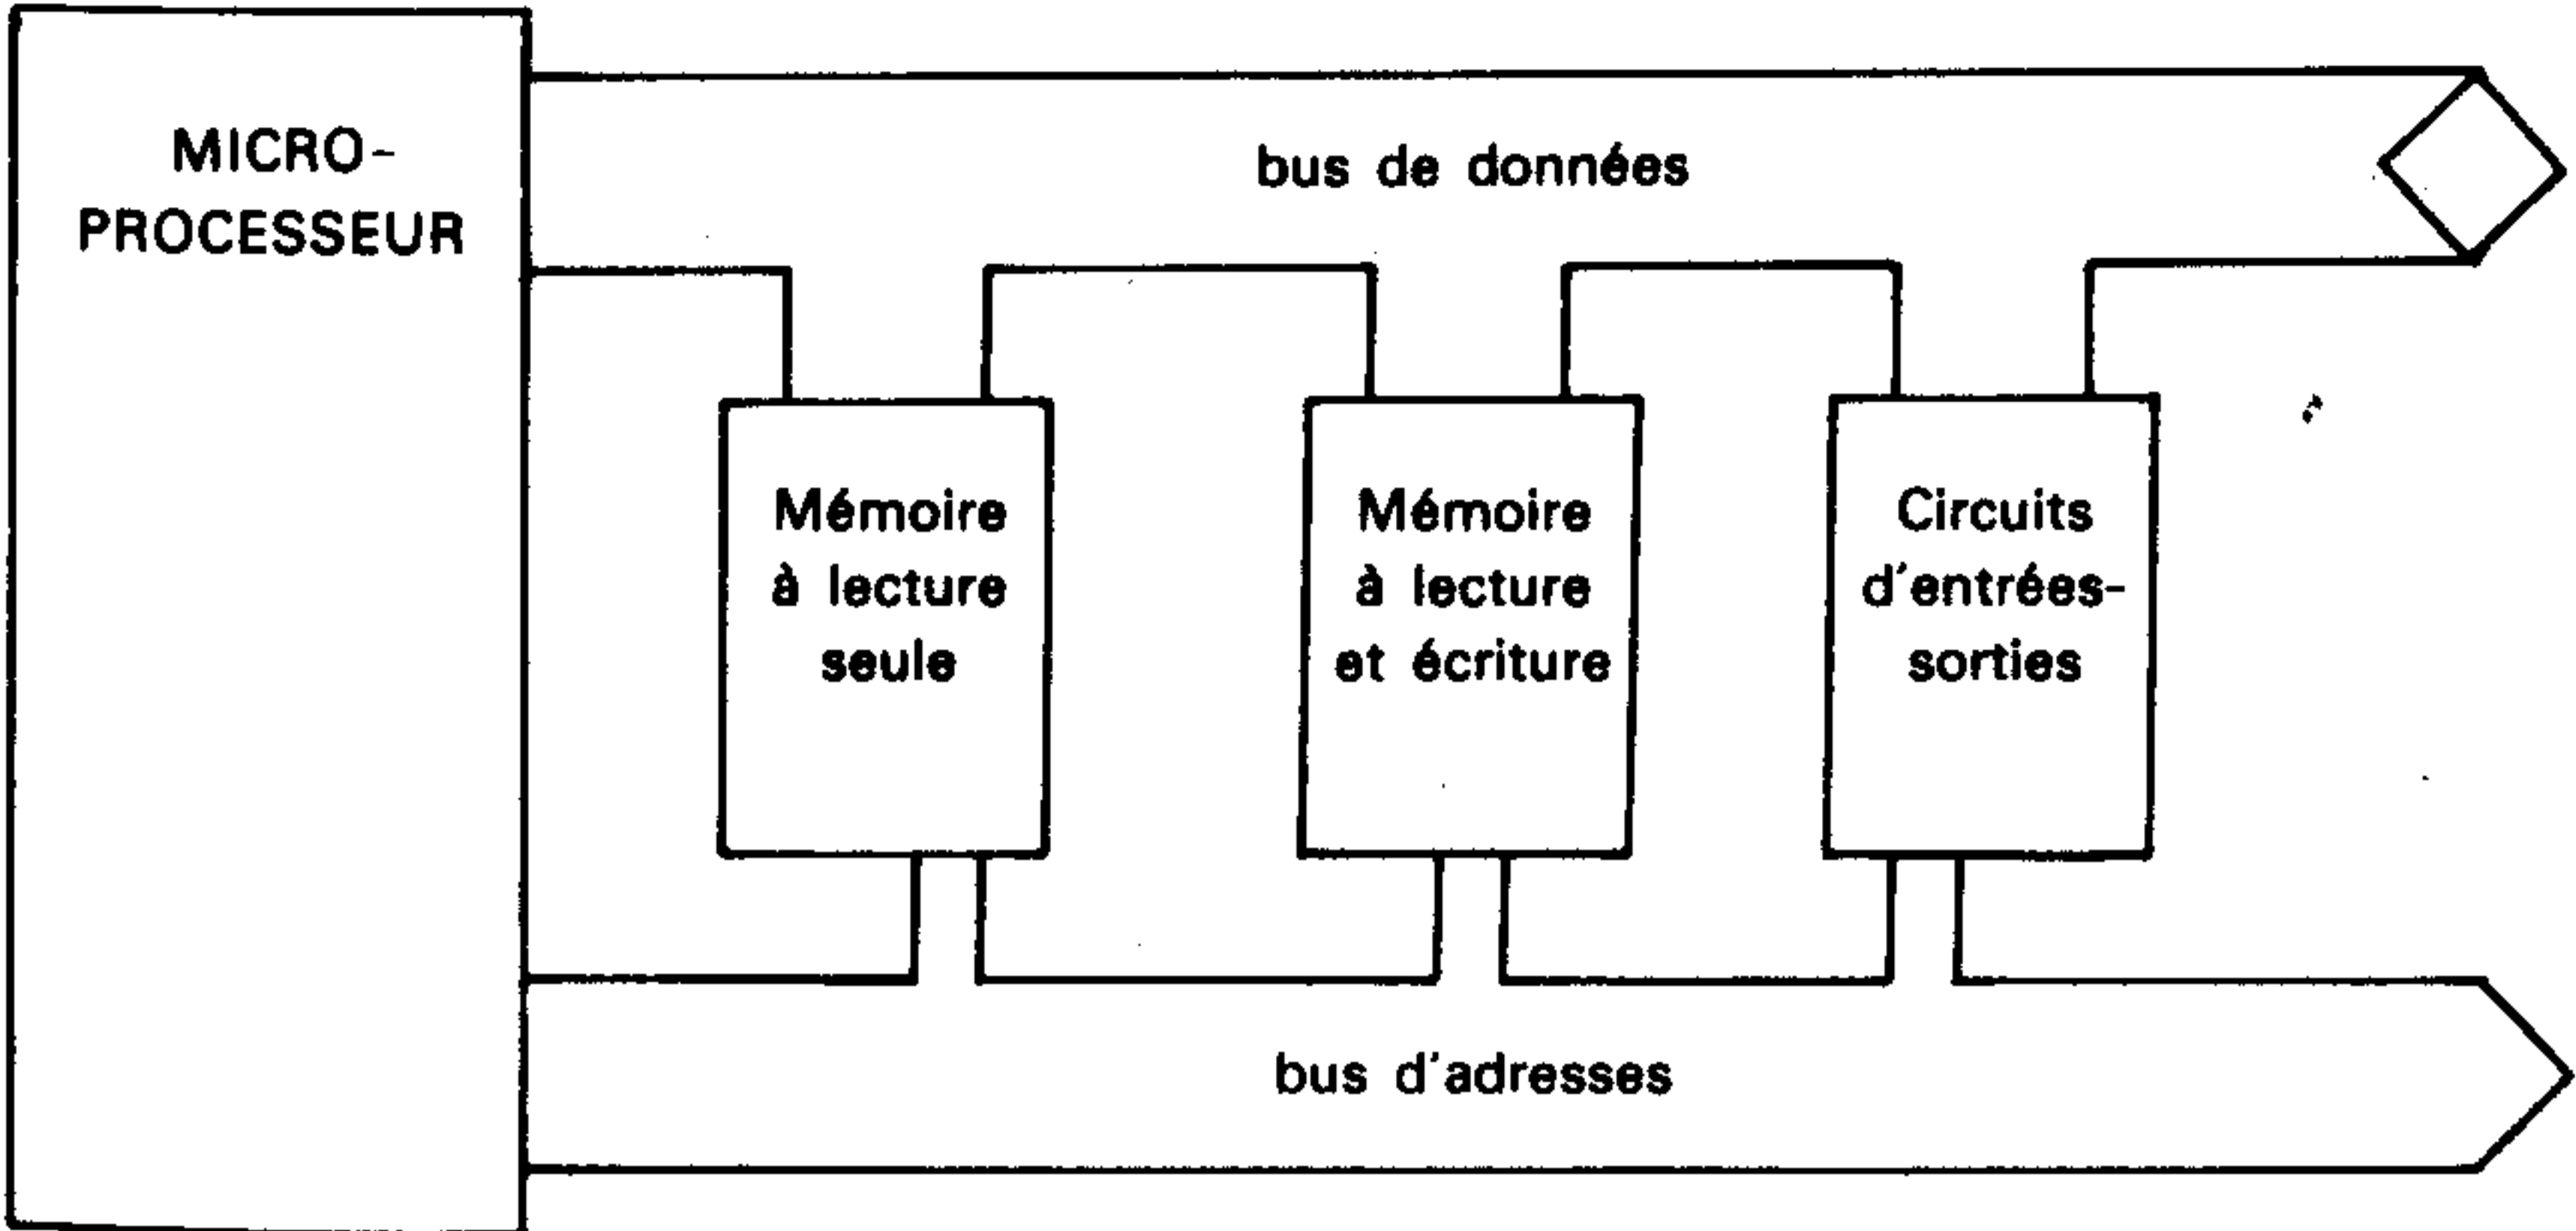 MICRO-
PROCESSEUR
bus de données
Mémoire
à lecture
seule
Mémoire
à lecture
et écriture
Circuits
d'entrées-
sorties
bus d'adresses